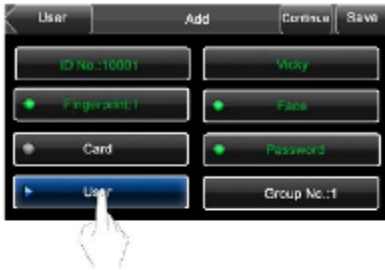 User Add Continue Save
ID No.:10001 Vicky
Fingerprint:1 Face
Card Password
User Group No.:1